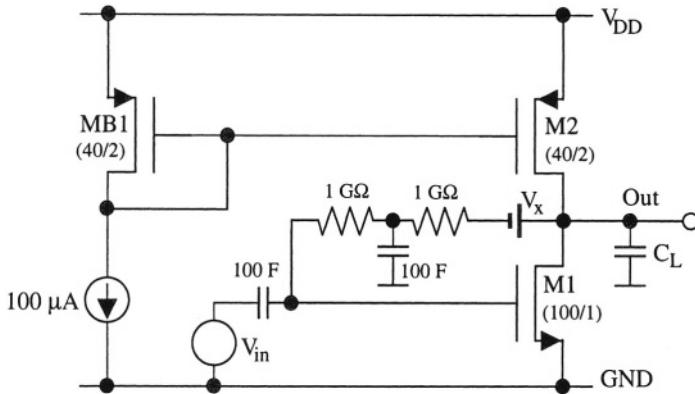 V_DD
MB1
(40/2)
M2
(40/2)
1 GΩ
1 GΩ
V_x
Out
100 F
100 F
C_L
M1
(100/1)
100 µA
V_in
GND